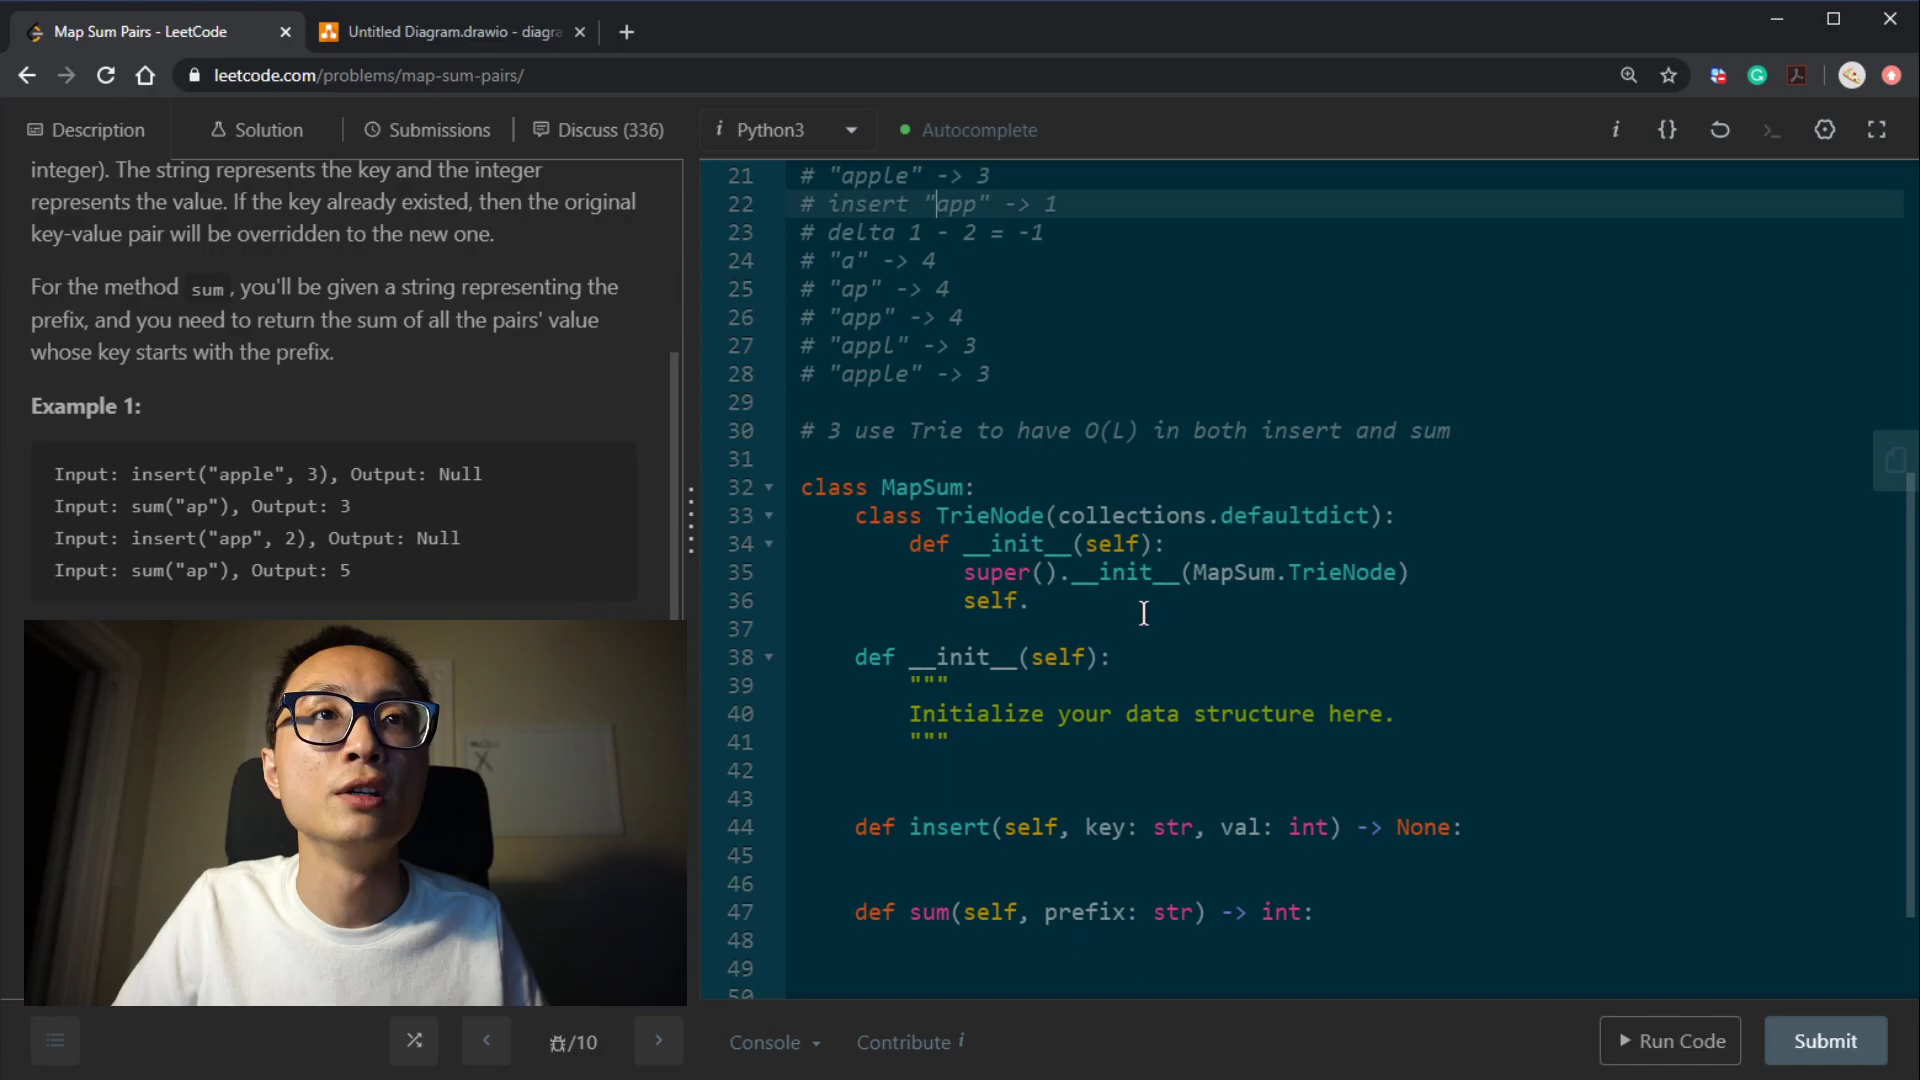 Map Sum Pairs - LeetCode
Untitled Diagram.drawio - diagra
leetcode.com/problems/map-sum-pairs/
Description
Solution
Submissions
Discuss (336)
i Python3
Autocomplete
integer). The string represents the key and the integer
represents the value. If the key already existed, then the original
key-value pair will be overridden to the new one.
For the method sum, you'll be given a string representing the
prefix, and you need to return the sum of all the pairs' value
whose key starts with the prefix.
Example 1:
Input: insert("apple", 3), Output: Null
Input: sum("ap"), Output: 3
Input: insert("app", 2), Output: Null
Input: sum("ap"), Output: 5
21 # "apple" -> 3
22 # insert "app" -> 1
23 # delta 1 - 2 = -1
24 # "a" -> 4
25 # "ap" -> 4
26 # "app" -> 4
27 # "appl" -> 3
28 # "apple" -> 3
29
30 # 3 use Trie to have O(L) in both insert and sum
31
32 class MapSum:
33 class TrieNode(collections.defaultdict):
34 def __init__(self):
35 super().__init__(MapSum.TrieNode)
36 self.
37
38 def __init__(self):
39 """
40 Initialize your data structure here.
41 """
42
43
44 def insert(self, key: str, val: int) -> None:
45
46
47 def sum(self, prefix: str) -> int:
48
49
50
/10
Console
Contribute i
Run Code
Submit